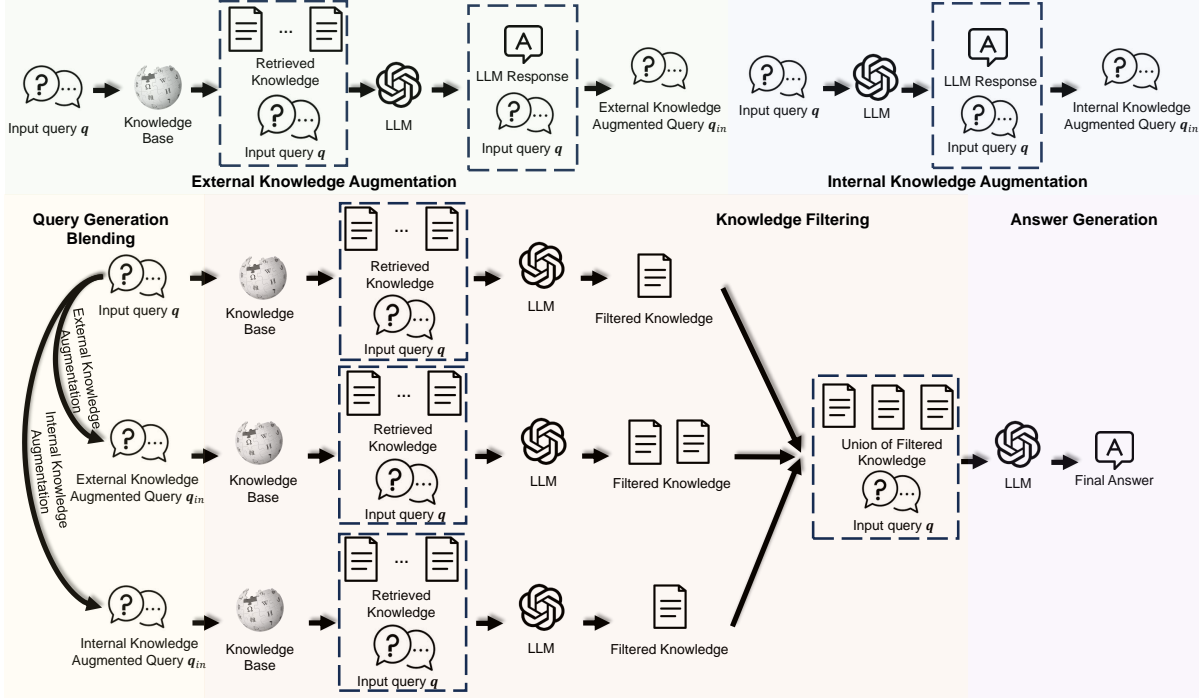 ...
Retrieved
Knowledge
Input query q
Input query q
Knowledge
Base
LLM
A
LLM Response
Input query q
External Knowledge
Augmented Query q_in
External Knowledge Augmentation
Input query q
LLM
A
LLM Response
Input query q
Internal Knowledge
Augmented Query q_in
Internal Knowledge Augmentation
Query Generation
Blending
Knowledge Filtering
Answer Generation
Input query q
Knowledge
Base
...
Retrieved
Knowledge
Input query q
LLM
Filtered Knowledge
External Knowledge
Augmentation
Internal Knowledge
Augmentation
External Knowledge
Augmented Query q_in
Knowledge
Base
...
Retrieved
Knowledge
Input query q
LLM
Filtered Knowledge
Internal Knowledge
Augmented Query q_in
Knowledge
Base
...
Retrieved
Knowledge
Input query q
LLM
Filtered Knowledge
Union of Filtered
Knowledge
Input query q
LLM
A
Final Answer